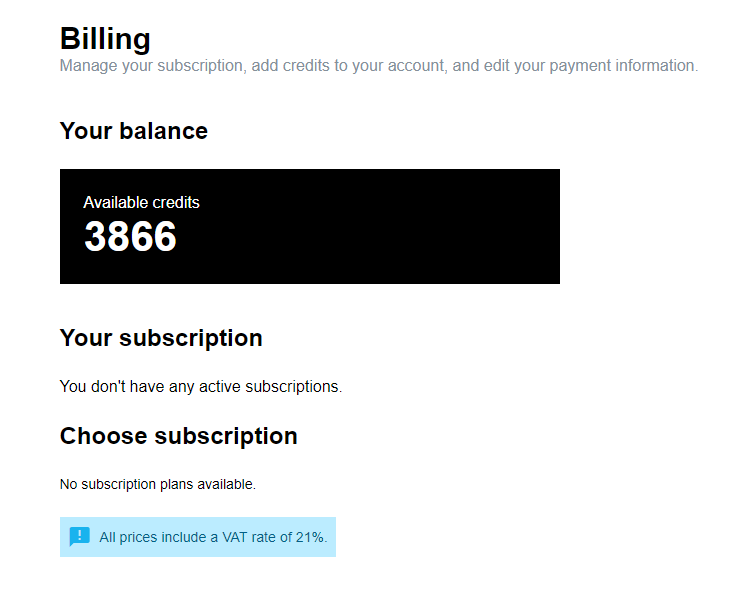 Billing
Manage your subscription, add credits to your account, and edit your payment information.
Your balance
Available credits
3866
Your subscription
You don't have any active subscriptions.
Choose subscription
No subscription plans available.
All prices include a VAT rate of 21%.